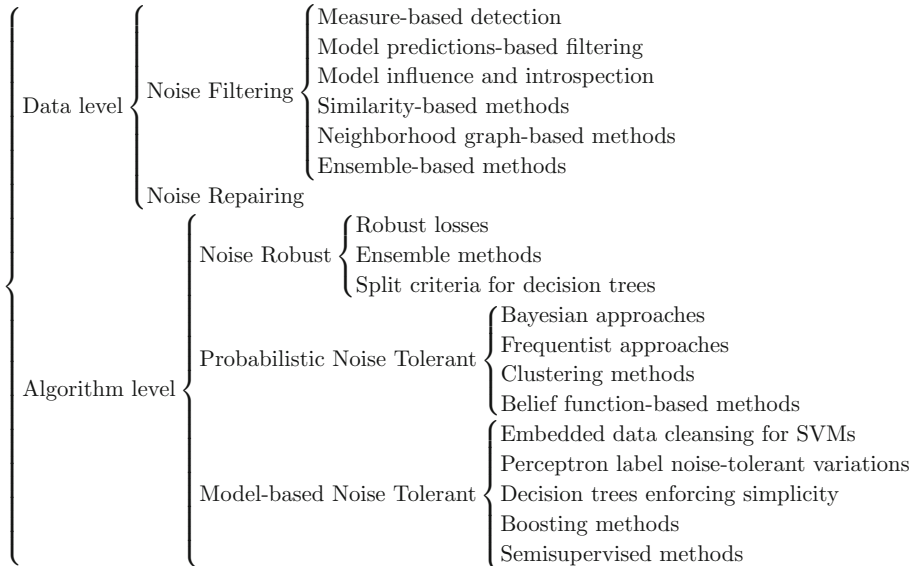 Data level
Noise Filtering
Measure-based detection
Model predictions-based filtering
Model influence and introspection
Similarity-based methods
Neighborhood graph-based methods
Ensemble-based methods
Noise Repairing
Algorithm level
Noise Robust
Robust losses
Ensemble methods
Split criteria for decision trees
Probabilistic Noise Tolerant
Bayesian approaches
Frequentist approaches
Clustering methods
Belief function-based methods
Model-based Noise Tolerant
Embedded data cleansing for SVMs
Perceptron label noise-tolerant variations
Decision trees enforcing simplicity
Boosting methods
Semisupervised methods